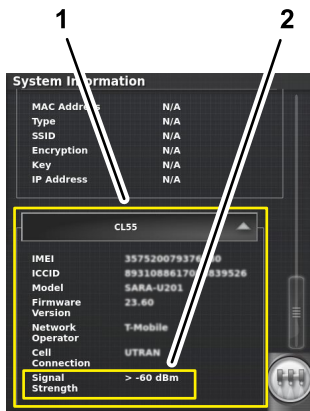 1 2
System Information
MAC Address N/A
Type N/A
SSID N/A
Encryption N/A
Key N/A
IP Address N/A
CL55
IMEI
ICCID
Model SARA-U201
Firmware 23.60
Version
Network T-Mobile
Operator
Cell UTRAN
Connection
Signal > -60 dBm
Strength